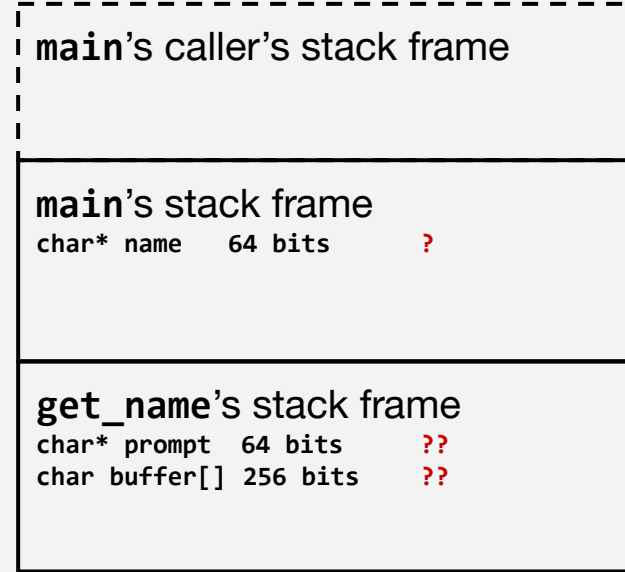 main’s caller’s stack frame
main’s stack frame
char* name 64 bits ?
get_name’s stack frame
char* prompt 64 bits ??
char buffer[] 256 bits ??